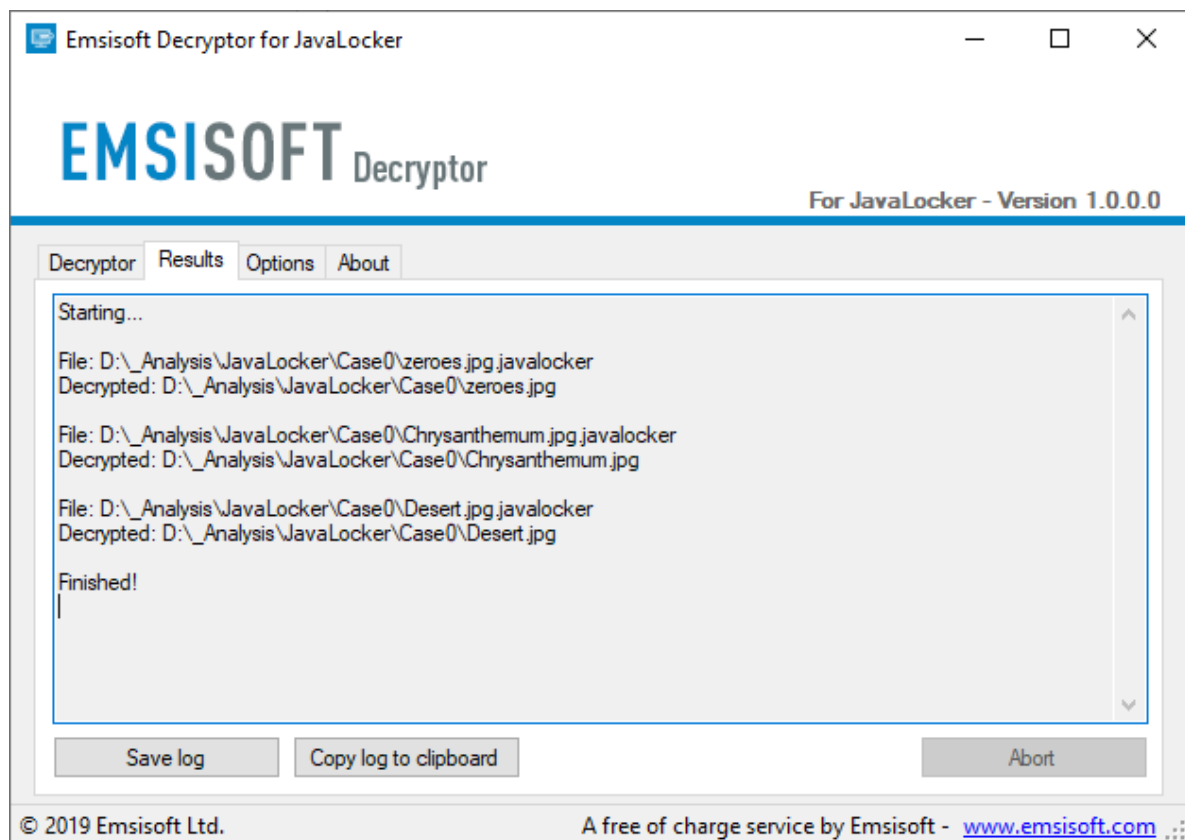 Emsisoft Decryptor for JavaLocker
EMSISOFT Decryptor
For JavaLocker - Version 1.0.0.0
Decryptor Results Options About
Starting...
File: D:\_Analysis\JavaLocker\Case0\zeroes.jpg.javalocker
Decrypted: D:\_Analysis\JavaLocker\Case0\zeroes.jpg
File: D:\_Analysis\JavaLocker\Case0\Chrysanthemum.jpg.javalocker
Decrypted: D:\_Analysis\JavaLocker\Case0\Chrysanthemum.jpg
File: D:\_Analysis\JavaLocker\Case0\Desert.jpg.javalocker
Decrypted: D:\_Analysis\JavaLocker\Case0\Desert.jpg
Finished!
Save log Copy log to clipboard Abort
© 2019 Emsisoft Ltd. A free of charge service by Emsisoft - www.emsisoft.com